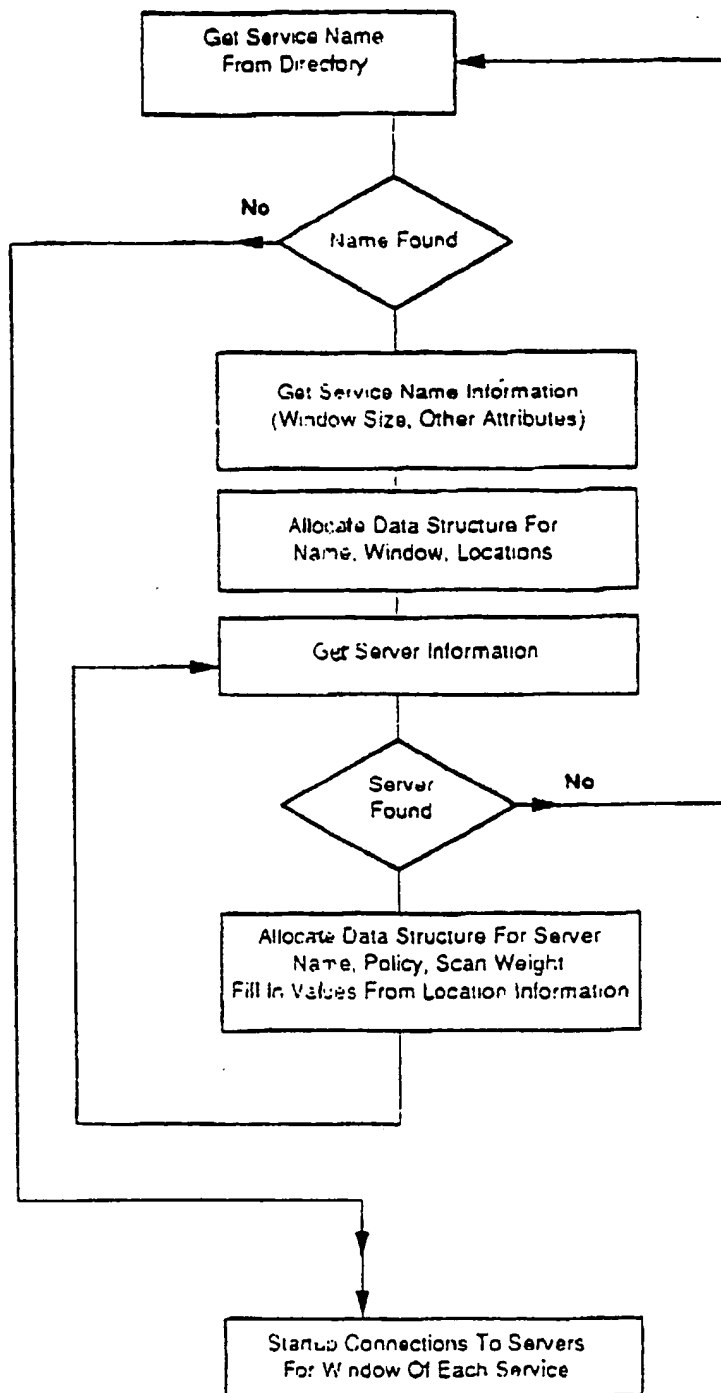 Get Service Name
From Directory
No
Name Found
Get Service Name Information
(Window Size, Other Attributes)
Allocate Data Structure For
Name, Window, Locations
Get Server Information
Server
Found
No
Allocate Data Structure For Server
Name, Policy, Scan Weight
Fill In Values From Location Information
Startup Connections To Servers
For Window Of Each Service